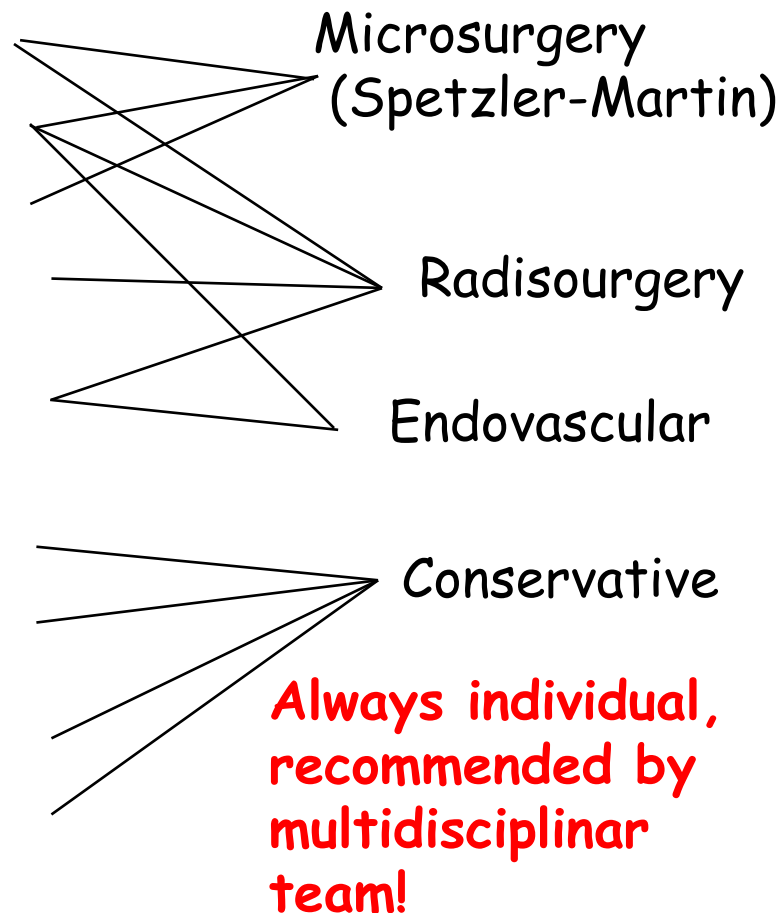 Microsurgery
(Spetzler-Martin)
Radisourgery
Endovascular
Conservative
Always individual,
recommended by
multidisciplinar
team!